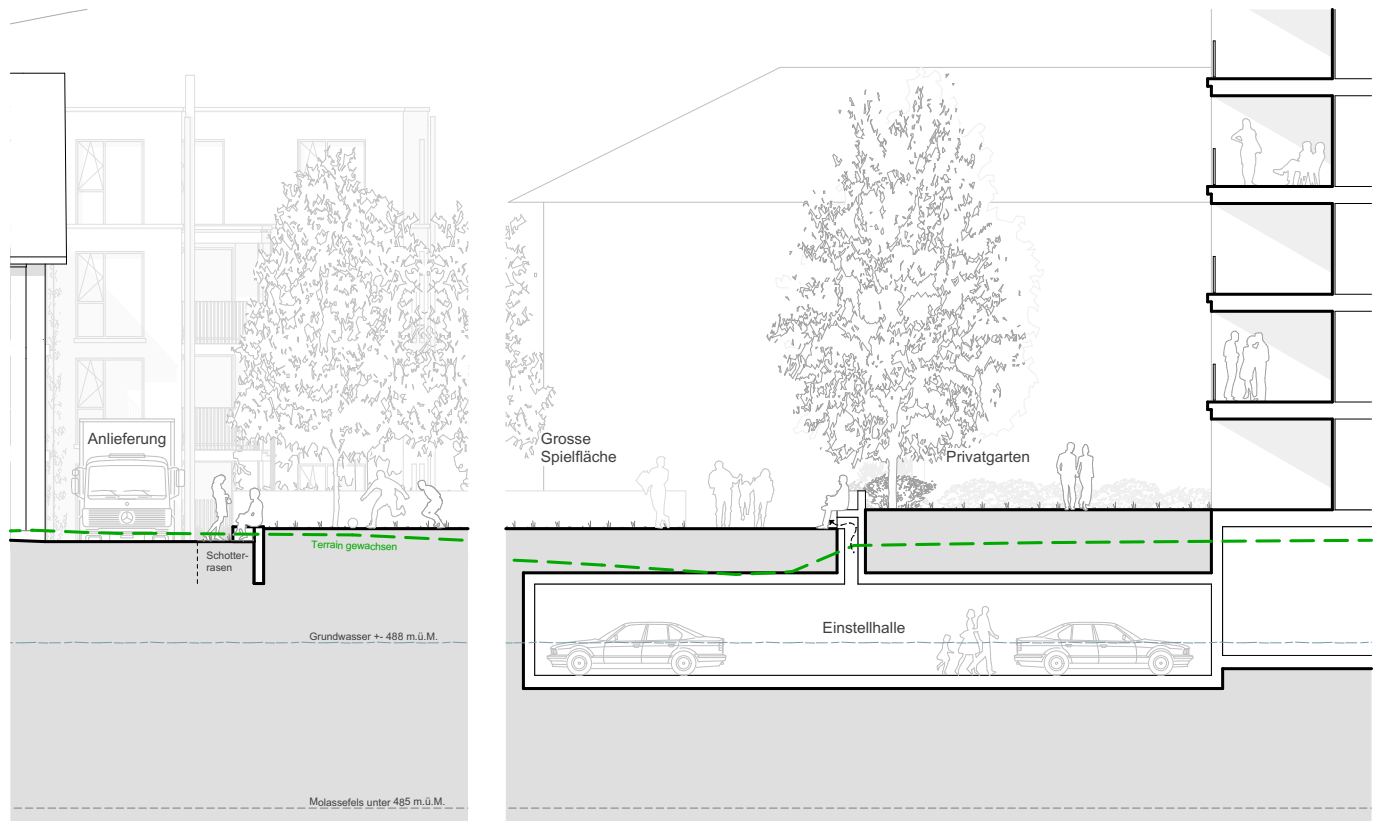 Anlieferung
Grosse
Spielfläche
Privatgarten
Terrain gewachsen
Schotter-
rasen
Einstellhalle
Grundwasser +- 488 m.ü.M.
Molassefels unter 485 m.ü.M.